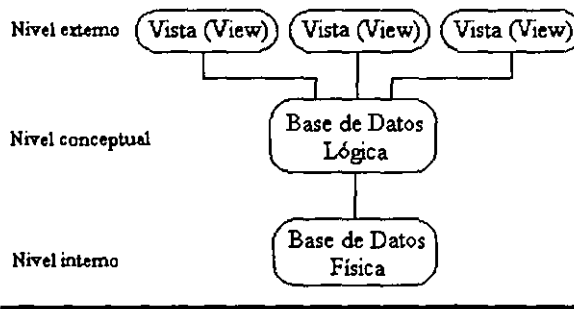 Nivel externo Vista (View) Vista (View) Vista (View)
Nivel conceptual
Base de Datos
Lógica
Nivel interno
Base de Datos
Física